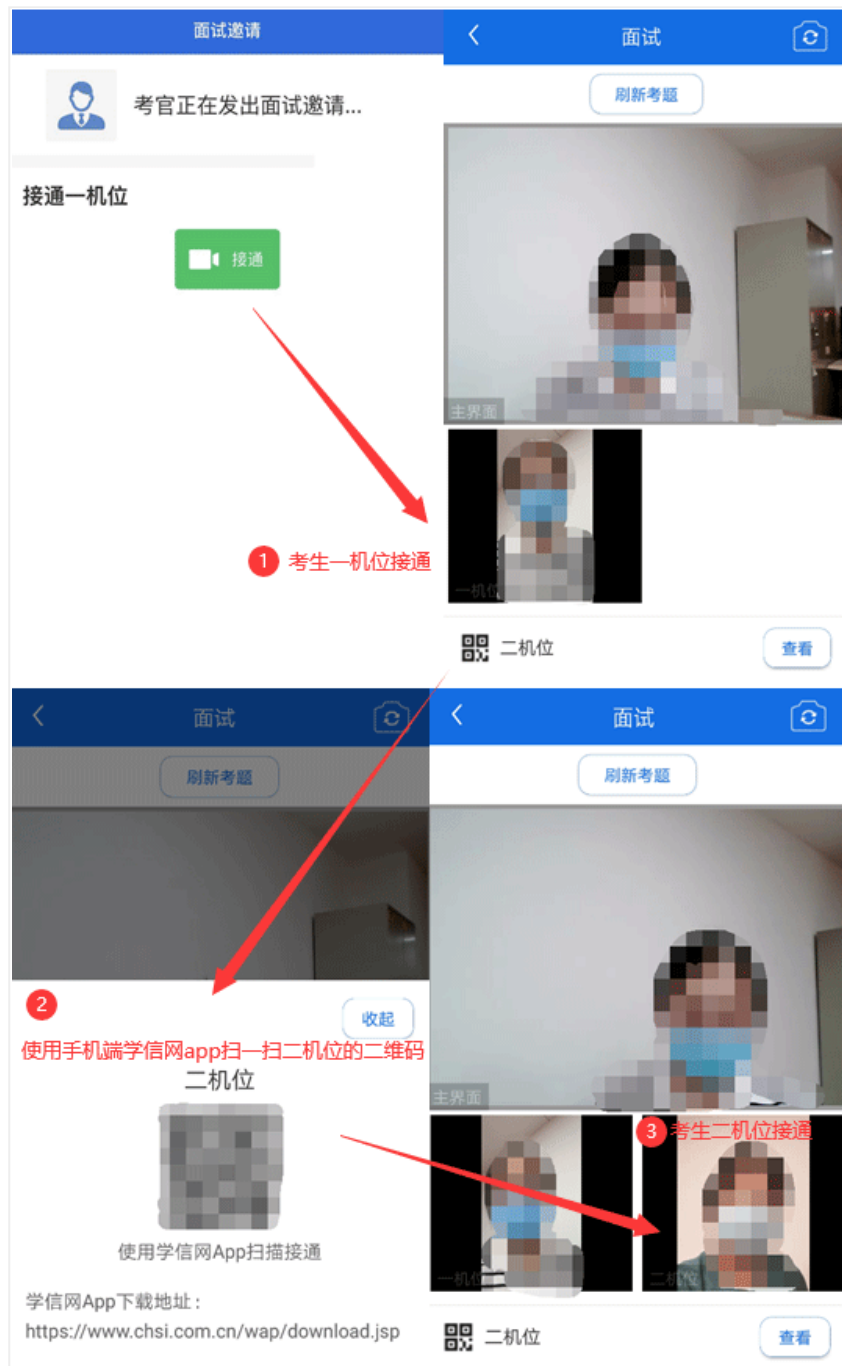 面试邀请
考官正在发出面试邀请...
接通一机位
接通
1 考生一机位接通
面试
刷新考题
主界面
一机位
二机位
查看
面试
刷新考题
2
收起
使用手机端学信网app扫一扫二机位的二维码
二机位
使用学信网App扫描接通
学信网App下载地址：
https://www.chsi.com.cn/wap/download.jsp
面试
刷新考题
主界面
3 考生二机位接通
一机位
二机位
二机位
查看